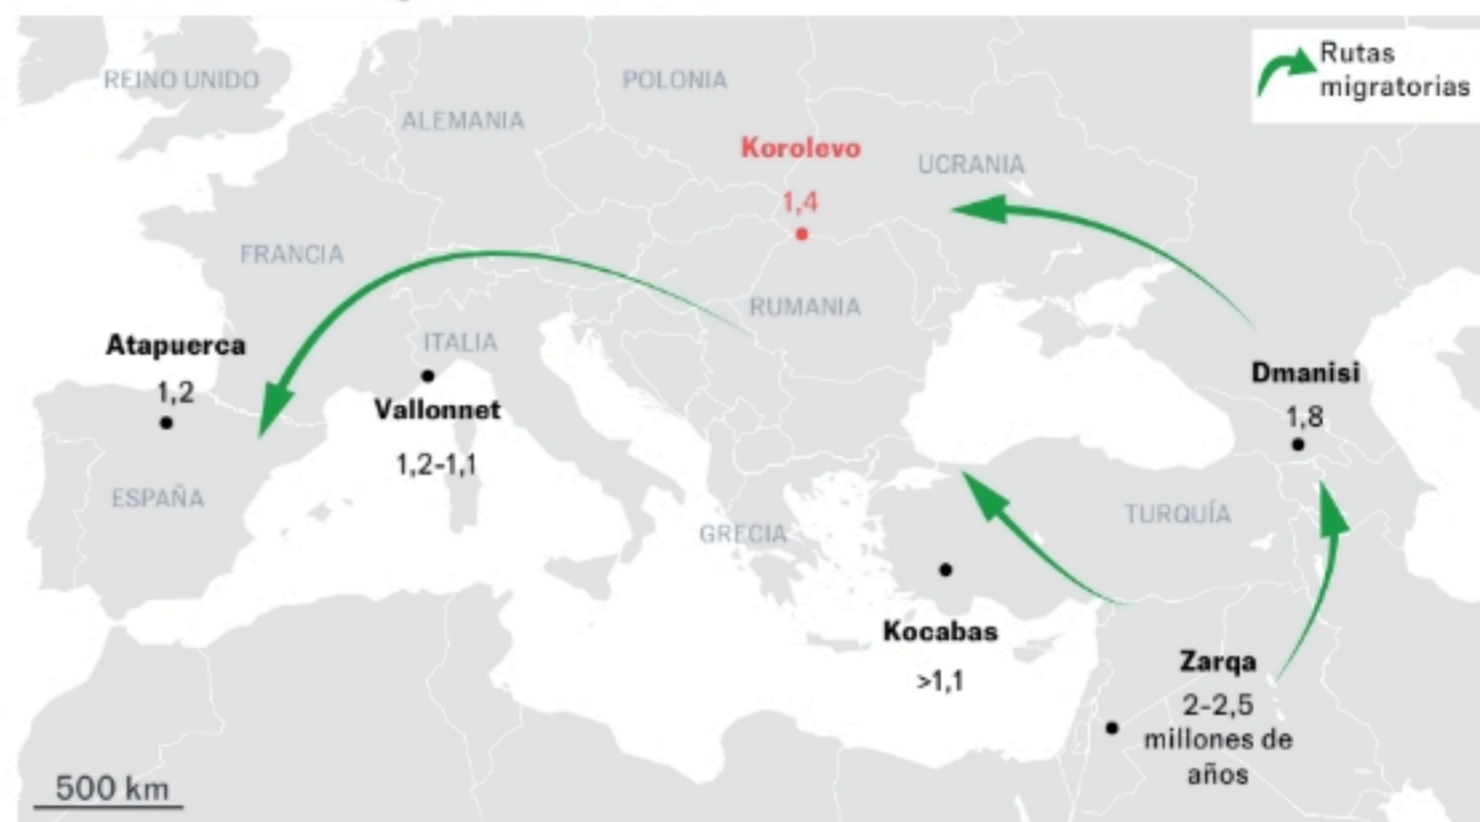 Rutas
migratorias
REINO UNIDO
POLONIA
ALEMANIA
Korolevo
UCRANIA
1,4
FRANCIA
RUMANIA
Atapuerca
ITALIA
Dmanisi
1,2
Vallonnet
1,8
1,2-1,1
ESPAÑA
TURQUÍA
GRECIA
Kocabas
>1,1
Zarqa
2-2,5
millones de
años
500 km